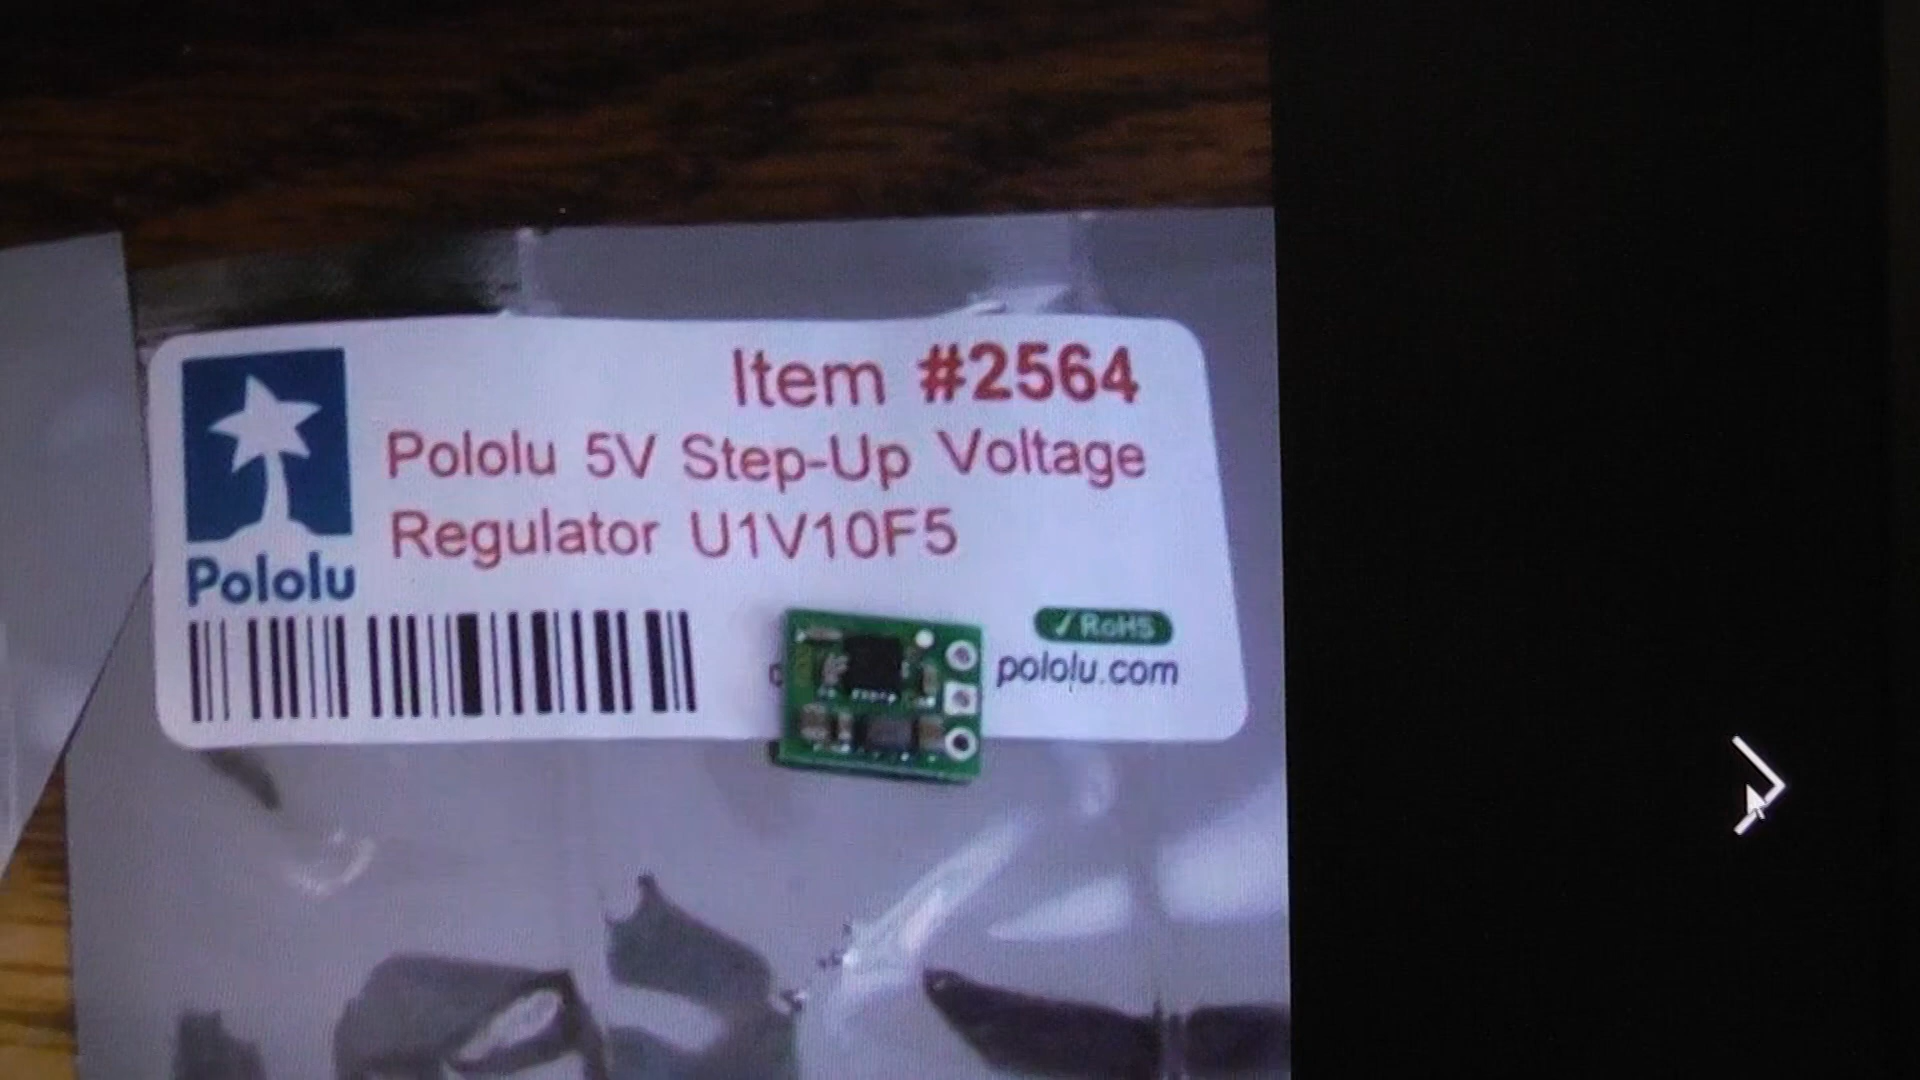 Item #2564
Pololu 5V Step-Up Voltage
Regulator U1V10F5
Pololu
RoHS
pololu.com